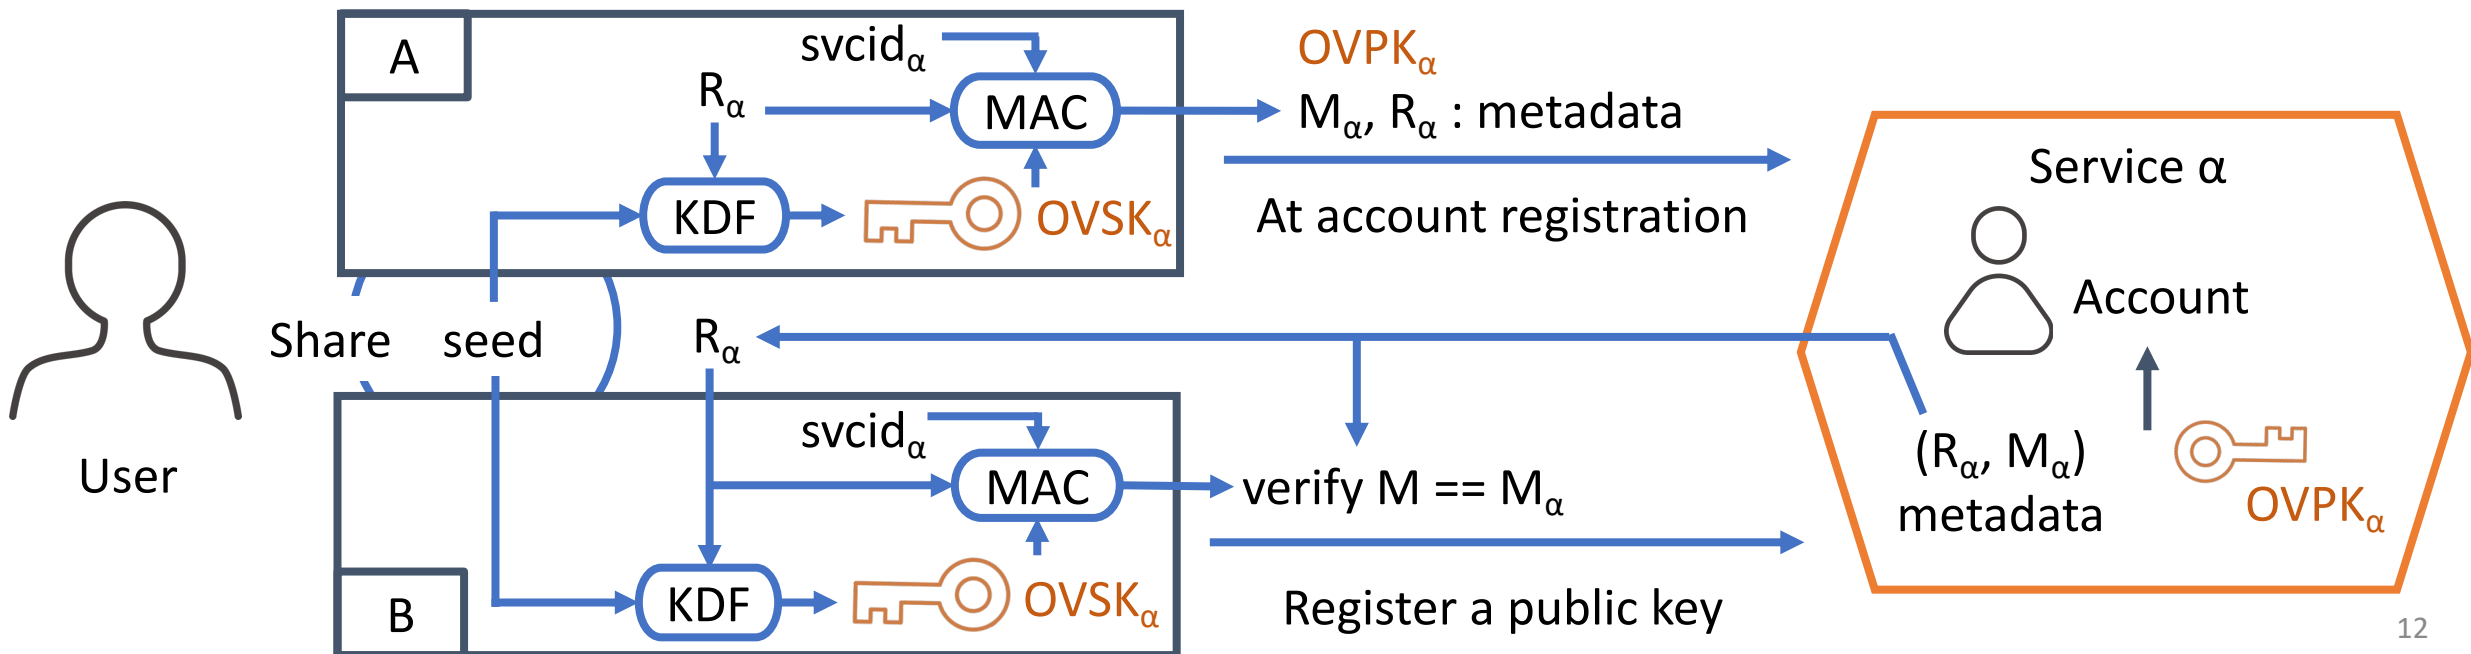 A
svcidα
Rα
MAC
KDF
OVSKα
OVPKα
Mα, Rα : metadata
At account registration
Service α
Account
(Rα, Mα)
metadata
OVPKα
User
Share seed
Rα
svcidα
MAC
verify M == Mα
KDF
OVSKα
B
Register a public key
12